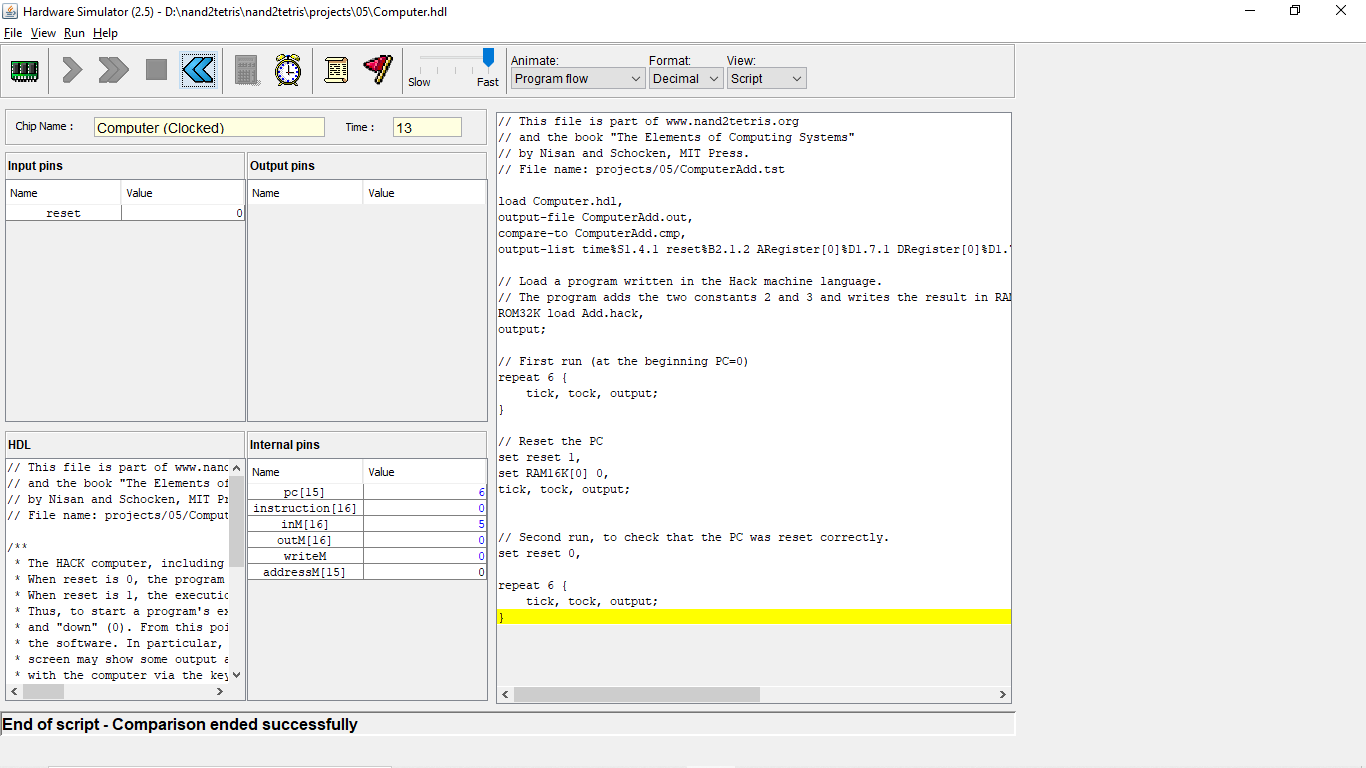 Hardware Simulator (2.5) - D:\nand2tetris\nand2tetris\projects\05\Computer.hdl
File View Run Help
Slow Fast
Animate: Format: View:
Program flow Decimal Script
Chip Name : Computer (Clocked) Time : 13
Input pins
Name Value
reset 0
Output pins
Name Value
HDL
// This file is part of www.nand
// and the book "The Elements of
// by Nisan and Schocken, MIT Pr
// File name: projects/05/Comput
/**
* The HACK computer, including
* When reset is 0, the program
* When reset is 1, the executio
* Thus, to start a program's ex
* and "down" (0). From this poi
* the software. In particular,
* screen may show some output a
* with the computer via the key
Internal pins
Name Value
pc[15] 6
instruction[16] 0
inM[16] 5
outM[16] 0
writeM 0
addressM[15] 0
// This file is part of www.nand2tetris.org
// and the book "The Elements of Computing Systems"
// by Nisan and Schocken, MIT Press.
// File name: projects/05/ComputerAdd.tst
load Computer.hdl,
output-file ComputerAdd.out,
compare-to ComputerAdd.cmp,
output-list time%S1.4.1 reset%B2.1.2 ARegister[0]%D1.7.1 DRegister[0]%D1.
// Load a program written in the Hack machine language.
// The program adds the two constants 2 and 3 and writes the result in RAM
ROM32K load Add.hack,
output;
// First run (at the beginning PC=0)
repeat 6 {
tick, tock, output;
}
// Reset the PC
set reset 1,
set RAM16K[0] 0,
tick, tock, output;
// Second run, to check that the PC was reset correctly.
set reset 0,
repeat 6 {
tick, tock, output;
}
End of script - Comparison ended successfully